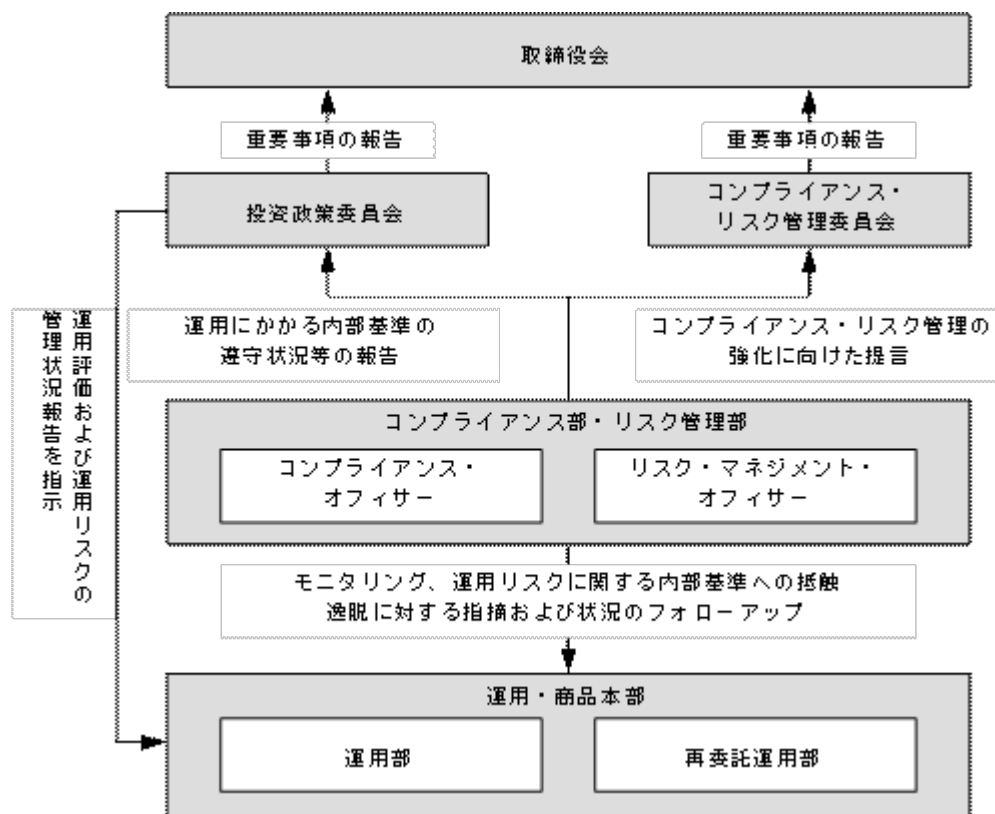 取締役会
重要事項の報告
重要事項の報告
投資政策委員会
コンプライアンス・
リスク管理委員会
運用評価および運用リスクの
管理状況報告を指示
運用にかかる内部基準の
遵守状況等の報告
コンプライアンス・リスク管理の
強化に向けた提言
コンプライアンス部・リスク管理部
コンプライアンス・
オフィサー
リスク・マネジメント・
オフィサー
モニタリング、運用リスクに関する内部基準への抵触
逸脱に対する指摘および状況のフォローアップ
運用・商品本部
運用部
再委託運用部